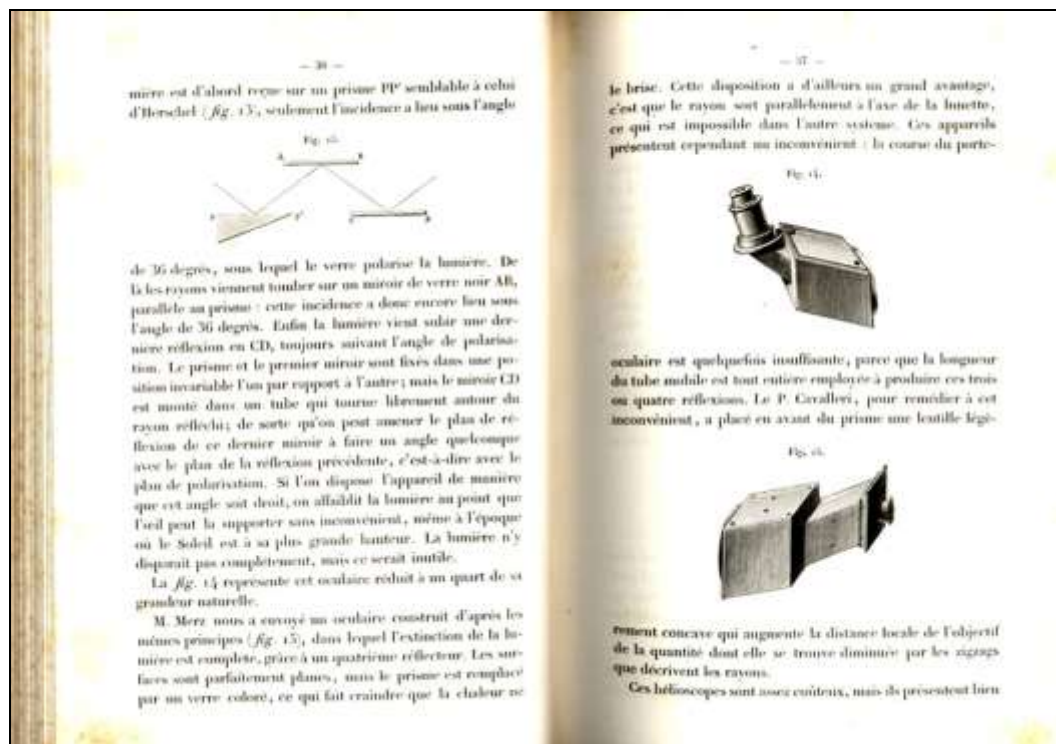 — 36 —
mière est d'abord reçue sur un prisme PP' semblable à celui
d'Herschel (fig. 13), seulement l'incidence a lieu sous l'angle
Fig. 13.
A B
P P' C D
de 36 degrés, sous lequel le verre polarise la lumière. De
là les rayons viennent tomber sur un miroir de verre noir AB,
parallèle au prisme : cette incidence a donc encore lieu sous
l'angle de 36 degrés. Enfin la lumière vient subir une der-
nière réflexion en CD, toujours suivant l'angle de polarisa-
tion. Le prisme et le premier miroir sont fixés dans une po-
sition invariable l'un par rapport à l'autre; mais le miroir CD
est monté dans un tube qui tourne librement autour du
rayon réfléchi; de sorte qu'on peut amener le plan de ré-
flexion de ce dernier miroir à faire un angle quelconque
avec le plan de la réflexion précédente, c'est-à-dire avec le
plan de polarisation. Si l'on dispose l'appareil de manière
que cet angle soit droit, on affaiblit la lumière au point que
l'œil peut la supporter sans inconvénient, même à l'époque
où le Soleil est à sa plus grande hauteur. La lumière n'y
disparaît pas complètement, mais ce serait inutile.
La fig. 14 représente cet oculaire réduit à un quart de sa
grandeur naturelle.
M. Merz nous a envoyé un oculaire construit d'après les
mêmes principes (fig. 15), dans lequel l'extinction de la lu-
mière est complète, grâce à un quatrième réflecteur. Les sur-
faces sont parfaitement planes, mais le prisme est remplacé
par un verre coloré, ce qui fait craindre que la chaleur ne
— 37 —
le brise. Cette disposition a d'ailleurs un grand avantage,
c'est que le rayon sort parallèlement à l'axe de la lunette,
ce qui est impossible dans l'autre système. Ces appareils
présentent cependant un inconvénient : la course du porte-
Fig. 14.
oculaire est quelquefois insuffisante, parce que la longueur
du tube mobile est tout entière employée à produire ces trois
ou quatre réflexions. Le P. Cavalleri, pour remédier à cet
inconvénient, a placé en avant du prisme une lentille légè-
Fig. 15.
rement concave qui augmente la distance focale de l'objectif
de la quantité dont elle se trouve diminuée par les zigzags
que décrivent les rayons.
Ces hélioscopes sont assez coûteux, mais ils présentent bien